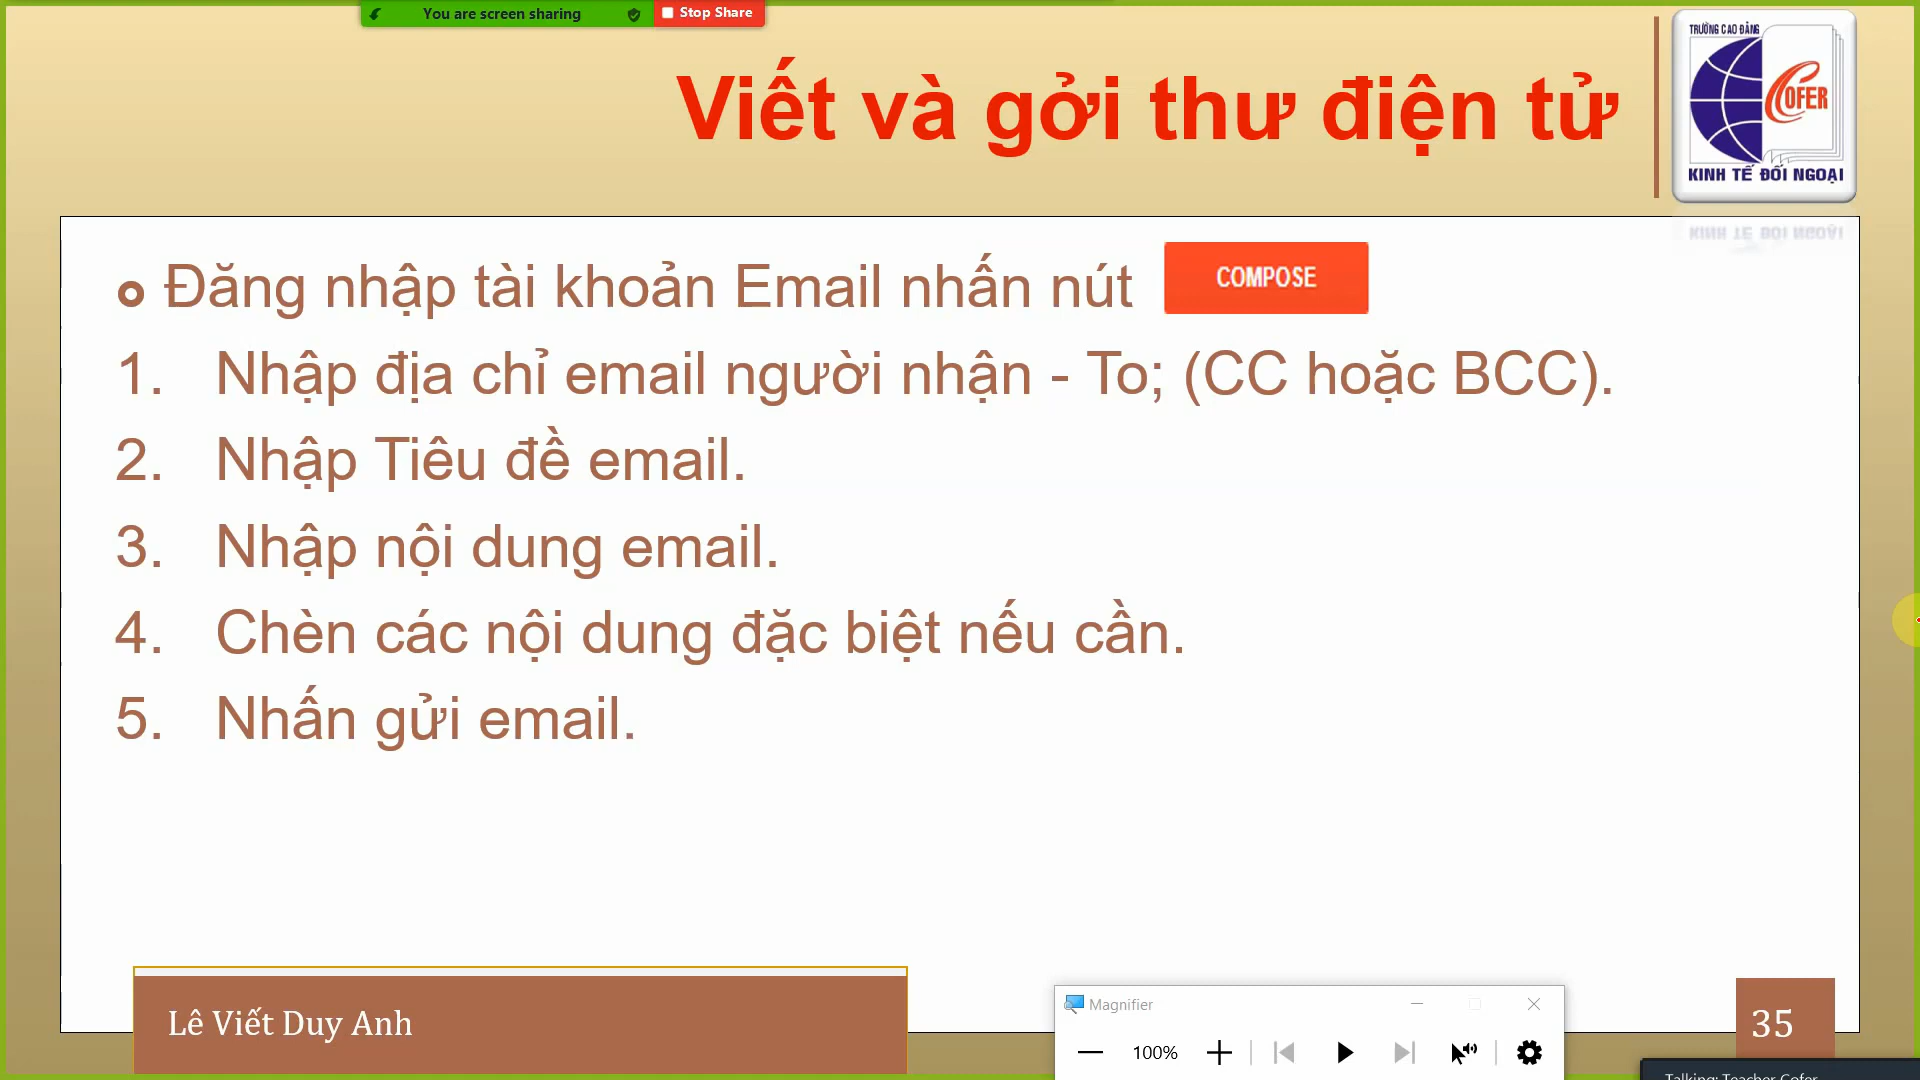 You are screen sharing
Stop Share
TRƯỜNG CAO ĐẲNG
COFER
KINH TẾ ĐỐI NGOẠI
Viết và gởi thư điện tử
Đăng nhập tài khoản Email nhấn nút COMPOSE
1. Nhập địa chỉ email người nhận - To; (CC hoặc BCC).
2. Nhập Tiêu đề email.
3. Nhập nội dung email.
4. Chèn các nội dung đặc biệt nếu cần.
5. Nhấn gửi email.
Lê Viết Duy Anh
35
Magnifier
100%
Talking: Teacher Cofer